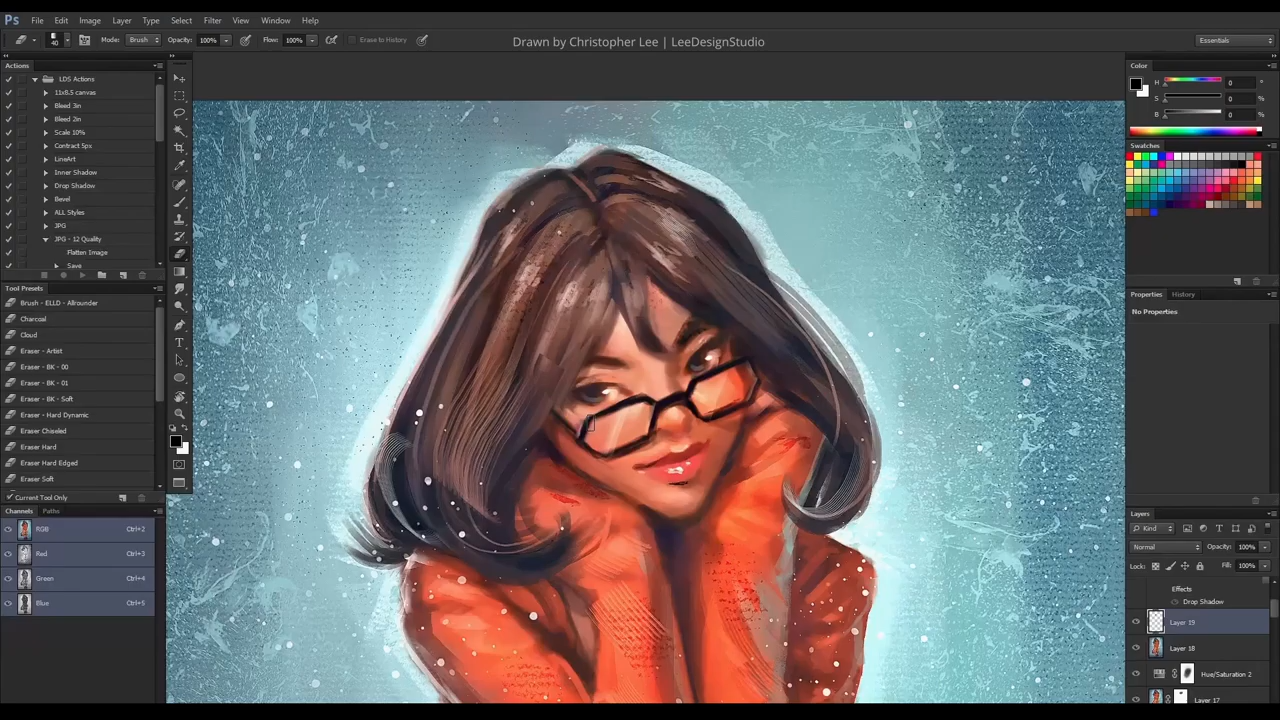 Ps File Edit Image Layer Type Select Filter View Window Help
40 Mode: Brush Opacity: 100% Flow: 100% Erase to History Drawn by Christopher Lee | LeeDesignStudio Essentials
Actions
LDS Actions
11x8.5 canvas
Bleed 3in
Bleed 2in
Scale 10%
Contract 5px
LineArt
Inner Shadow
Drop Shadow
Bevel
ALL Styles
JPG
JPG - 12 Quality
Flatten Image
Save
Tool Presets
Brush - ELLD - Allrounder
Charcoal
Cloud
Eraser - Artist
Eraser - BK - 00
Eraser - BK - 01
Eraser - BK - Soft
Eraser - Hard Dynamic
Eraser Chiseled
Eraser Hard
Eraser Hard Edged
Eraser Soft
Current Tool Only
Channels Paths
RGB Ctrl+2
Red Ctrl+3
Green Ctrl+4
Blue Ctrl+5
Color
H 0 °
S 0 %
B 0 %
Swatches
Properties History
No Properties
Layers
Kind
Normal Opacity: 100%
Lock: Fill: 100%
Effects
Drop Shadow
Layer 19
Layer 18
Hue/Saturation 2
Layer 17